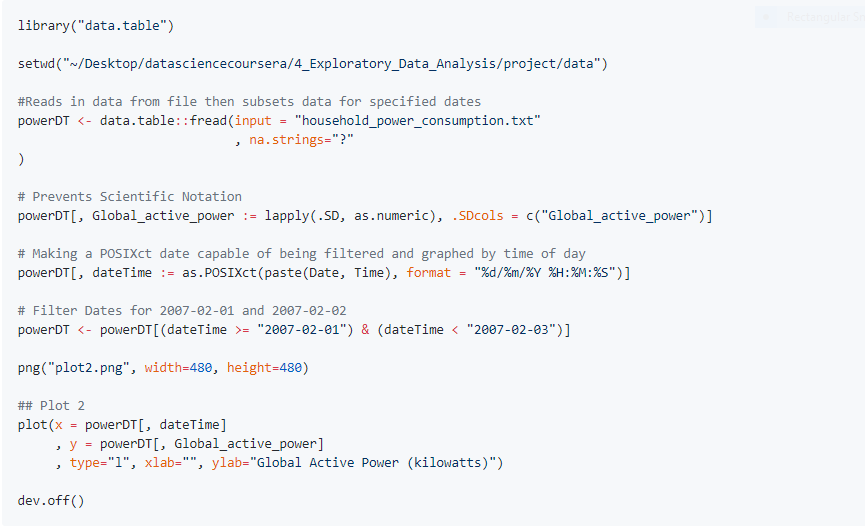 library("data.table")
setwd("~/Desktop/datasciencecoursera/4_Exploratory_Data_Analysis/project/data")
#Reads in data from file then subsets data for specified dates
powerDT <- data.table::fread(input = "household_power_consumption.txt"
                             , na.strings="?"
)
# Prevents Scientific Notation
powerDT[, Global_active_power := lapply(.SD, as.numeric), .SDcols = c("Global_active_power")]
# Making a POSIXct date capable of being filtered and graphed by time of day
powerDT[, dateTime := as.POSIXct(paste(Date, Time), format = "%d/%m/%Y %H:%M:%S")]
# Filter Dates for 2007-02-01 and 2007-02-02
powerDT <- powerDT[(dateTime >= "2007-02-01") & (dateTime < "2007-02-03")]
png("plot2.png", width=480, height=480)
## Plot 2
plot(x = powerDT[, dateTime]
     , y = powerDT[, Global_active_power]
     , type="l", xlab="", ylab="Global Active Power (kilowatts)")
dev.off()